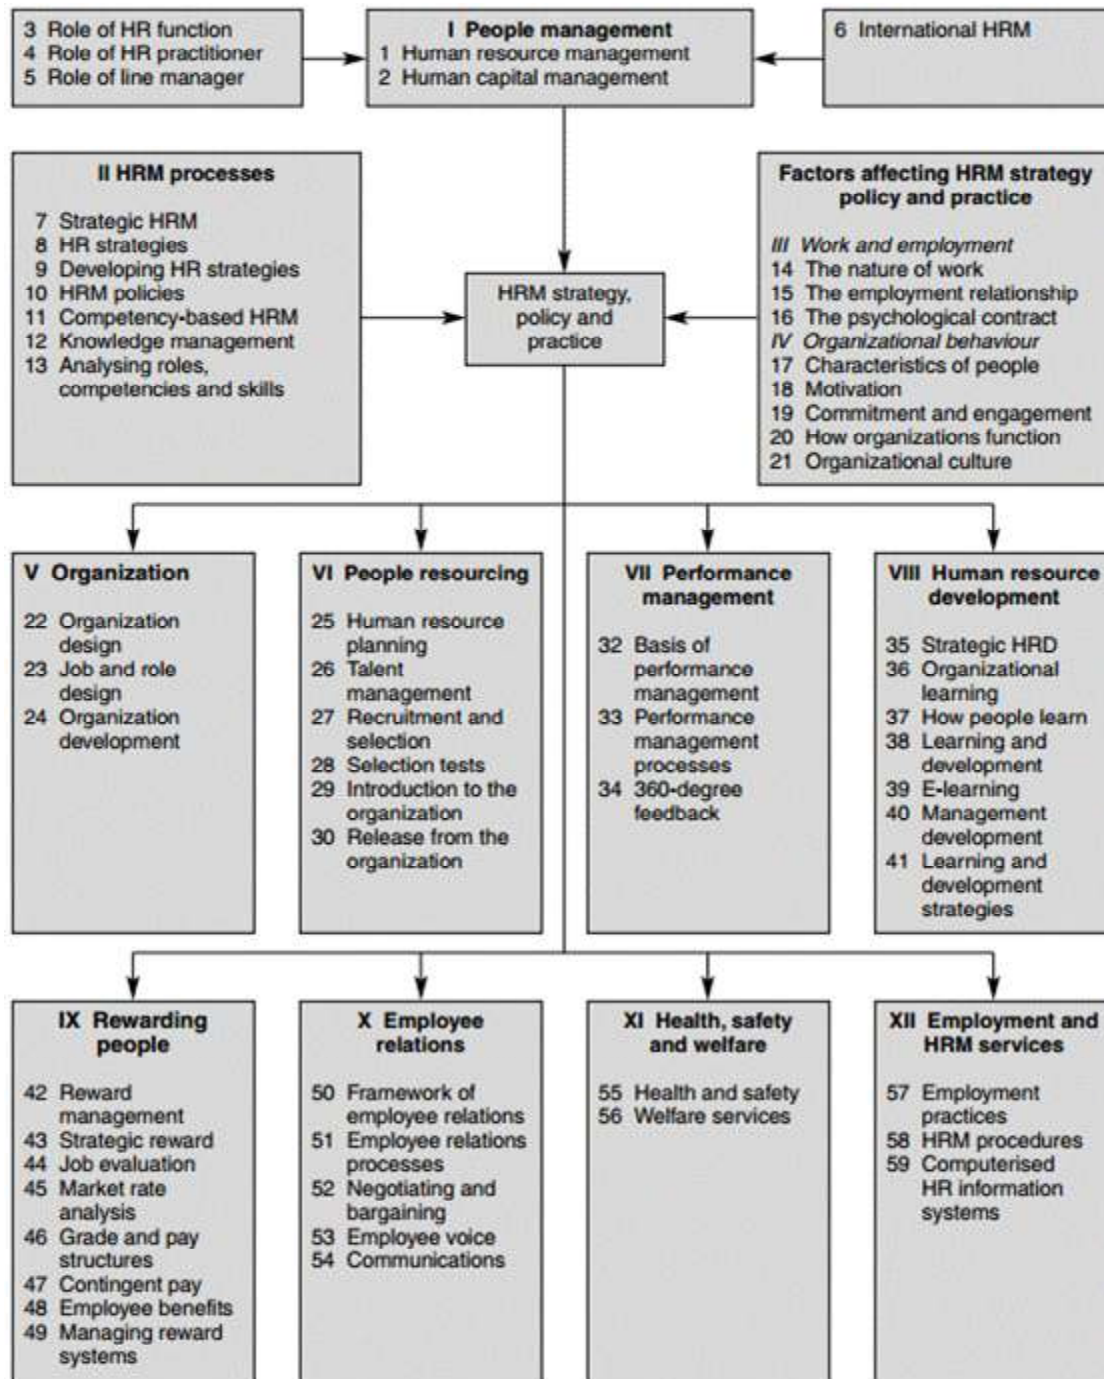 3 Role of HR function
4 Role of HR practitioner
5 Role of line manager
I People management
1 Human resource management
2 Human capital management
6 International HRM
II HRM processes
7 Strategic HRM
8 HR strategies
9 Developing HR strategies
10 HRM policies
11 Competency-based HRM
12 Knowledge management
13 Analysing roles,
competencies and skills
HRM strategy,
policy and
practice
Factors affecting HRM strategy
policy and practice
III Work and employment
14 The nature of work
15 The employment relationship
16 The psychological contract
IV Organizational behaviour
17 Characteristics of people
18 Motivation
19 Commitment and engagement
20 How organizations function
21 Organizational culture
V Organization
22 Organization
design
23 Job and role
design
24 Organization
development
VI People resourcing
25 Human resource
planning
26 Talent
management
27 Recruitment and
selection
28 Selection tests
29 Introduction to the
organization
30 Release from the
organization
VII Performance
management
32 Basis of
performance
management
33 Performance
management
processes
34 360-degree
feedback
VIII Human resource
development
35 Strategic HRD
36 Organizational
learning
37 How people learn
38 Learning and
development
39 E-learning
40 Management
development
41 Learning and
development
strategies
IX Rewarding
people
42 Reward
management
43 Strategic reward
44 Job evaluation
45 Market rate
analysis
46 Grade and pay
structures
47 Contingent pay
48 Employee benefits
49 Managing reward
systems
X Employee
relations
50 Framework of
employee relations
51 Employee relations
processes
52 Negotiating and
bargaining
53 Employee voice
54 Communications
XI Health, safety
and welfare
55 Health and safety
56 Welfare services
XII Employment and
HRM services
57 Employment
practices
58 HRM procedures
59 Computerised
HR information
systems